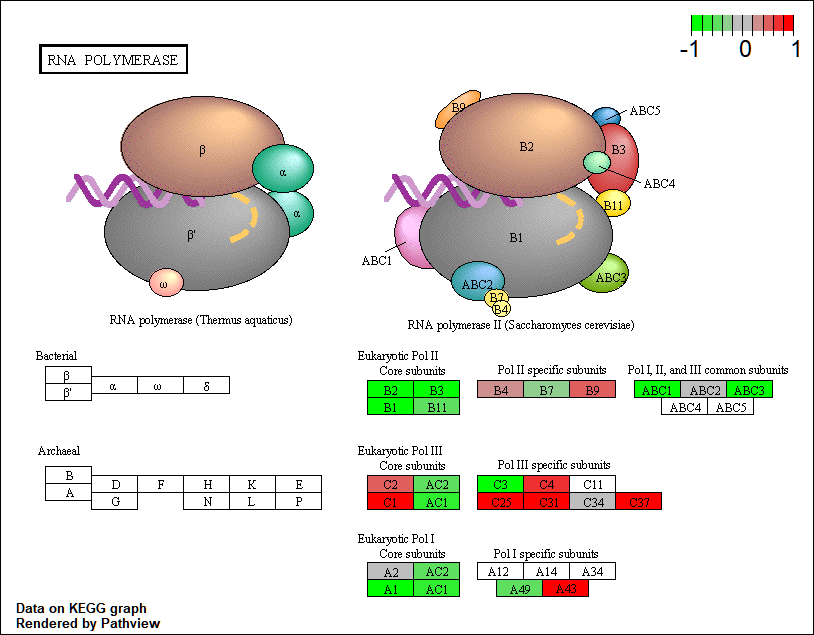 -1 0 1
RNA POLYMERASE
β
α
α
β'
ω
RNA polymerase (Thermus aquaticus)
B9
ABC5
B2
B3
ABC4
B11
B1
ABC1
ABC2
ABC3
B7
B4
RNA polymerase II (Saccharomyces cerevisiae)
Bacterial
β
β'
α ω δ
Archaeal
B
A
D F H K E
G N L P
Eukaryotic Pol II
Core subunits
B2 B3
B1 B11
Pol II specific subunits
B4 B7 B9
Pol I, II, and III common subunits
ABC1 ABC2 ABC3
ABC4 ABC5
Eukaryotic Pol III
Core subunits
C2 AC2
C1 AC1
Pol III specific subunits
C3 C4 C11
C25 C31 C34 C37
Eukaryotic Pol I
Core subunits
A2 AC2
A1 AC1
Pol I specific subunits
A12 A14 A34
A49 A43
Data on KEGG graph
Rendered by Pathview